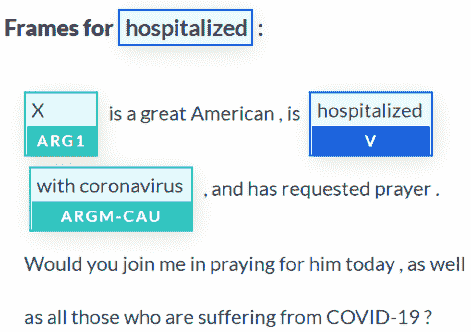 Frames for hospitalized :
X is a great American , is hospitalized
ARG1 V
with coronavirus , and has requested prayer .
ARGM-CAU
Would you join me in praying for him today , as well
as all those who are suffering from COVID-19 ?